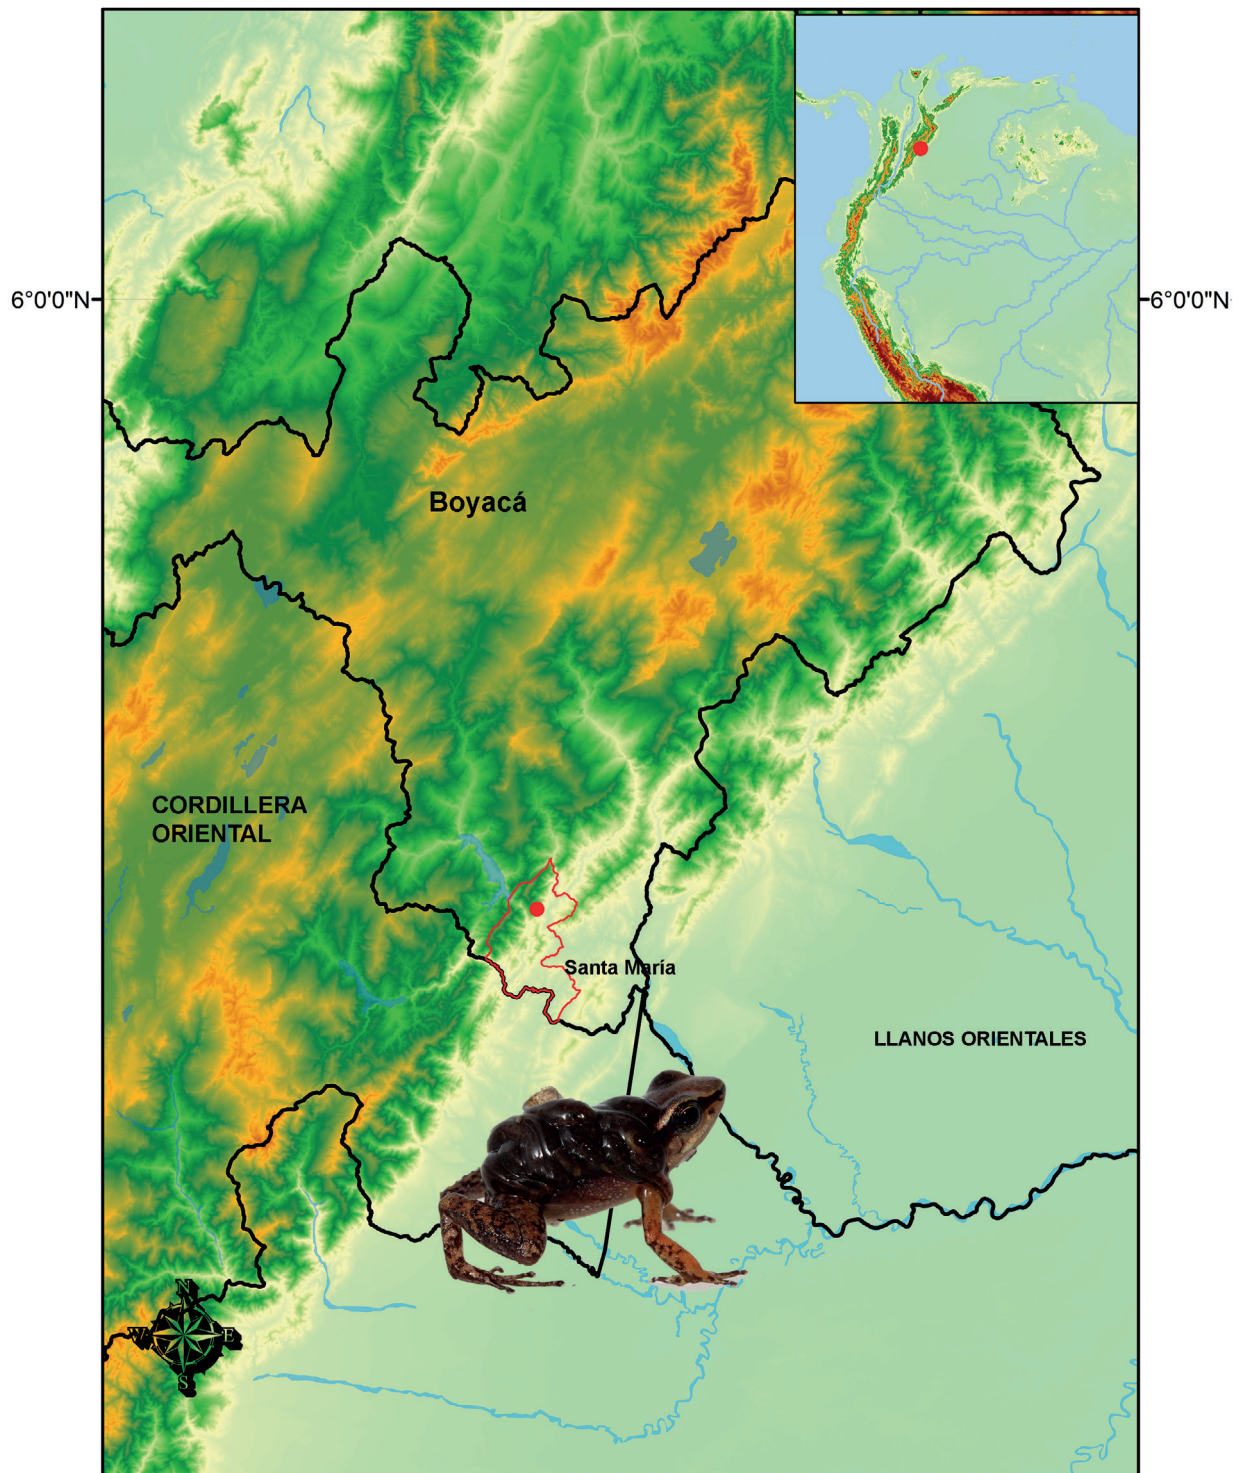 6°0'0"N
6°0'0"N
Boyacá
CORDILLERA
ORIENTAL
Santa María
LLANOS ORIENTALES
N
W
E
S